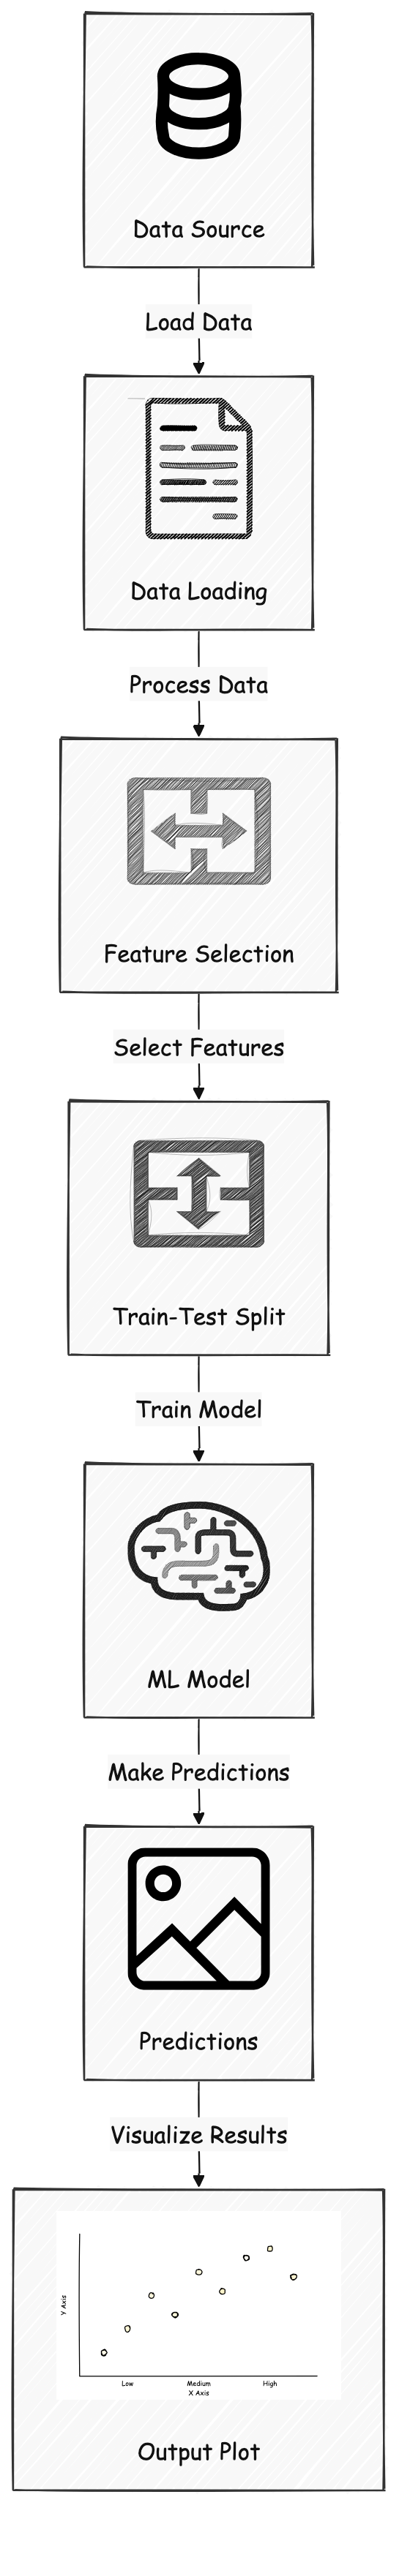 Data Source
Load Data
Data Loading
Process Data
Feature Selection
Select Features
Train-Test Split
Train Model
ML Model
Make Predictions
Predictions
Visualize Results
Y Axis
Low Medium High
X Axis
Output Plot